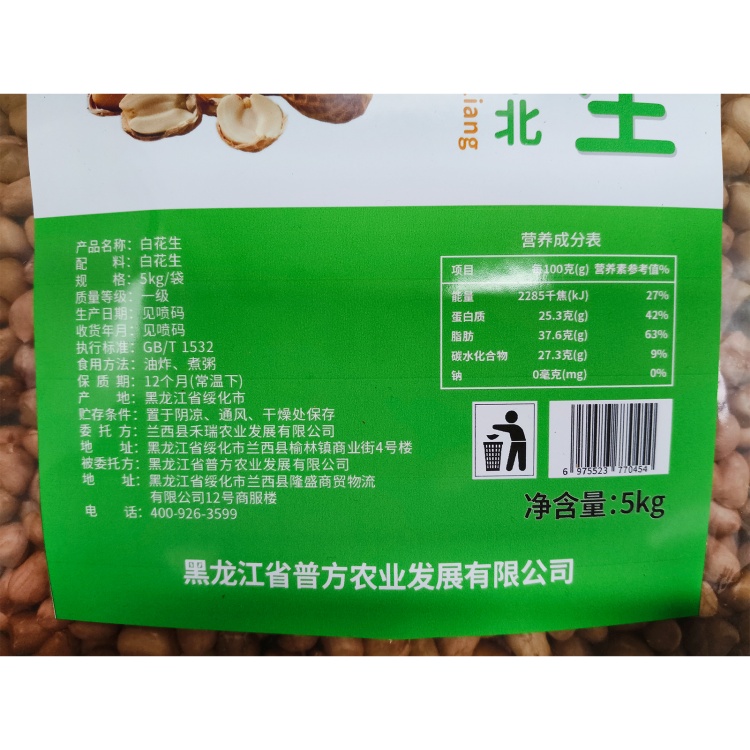 iang
北
生
产品名称：白花生
配 料：白花生
规 格：5kg/袋
质量等级：一级
生产日期：见喷码
收货年月：见喷码
执行标准：GB/T 1532
食用方法：油炸、煮粥
保 质 期：12个月(常温下)
产 地：黑龙江省绥化市
贮存条件：置于阴凉、通风、干燥处保存
委 托 方：兰西县禾瑞农业发展有限公司
地 址：黑龙江省绥化市兰西县榆林镇商业街4号楼
被委托方：黑龙江省普方农业发展有限公司
地 址：黑龙江省绥化市兰西县隆盛商贸物流
有限公司12号商服楼
电 话：400-926-3599
营养成分表
项目 每100克(g) 营养素参考值%
能量 2285千焦(kJ) 27%
蛋白质 25.3克(g) 42%
脂肪 37.6克(g) 63%
碳水化合物 27.3克(g) 9%
钠 0毫克(mg) 0%
6 975523 770454
净含量：5kg
黑龙江省普方农业发展有限公司